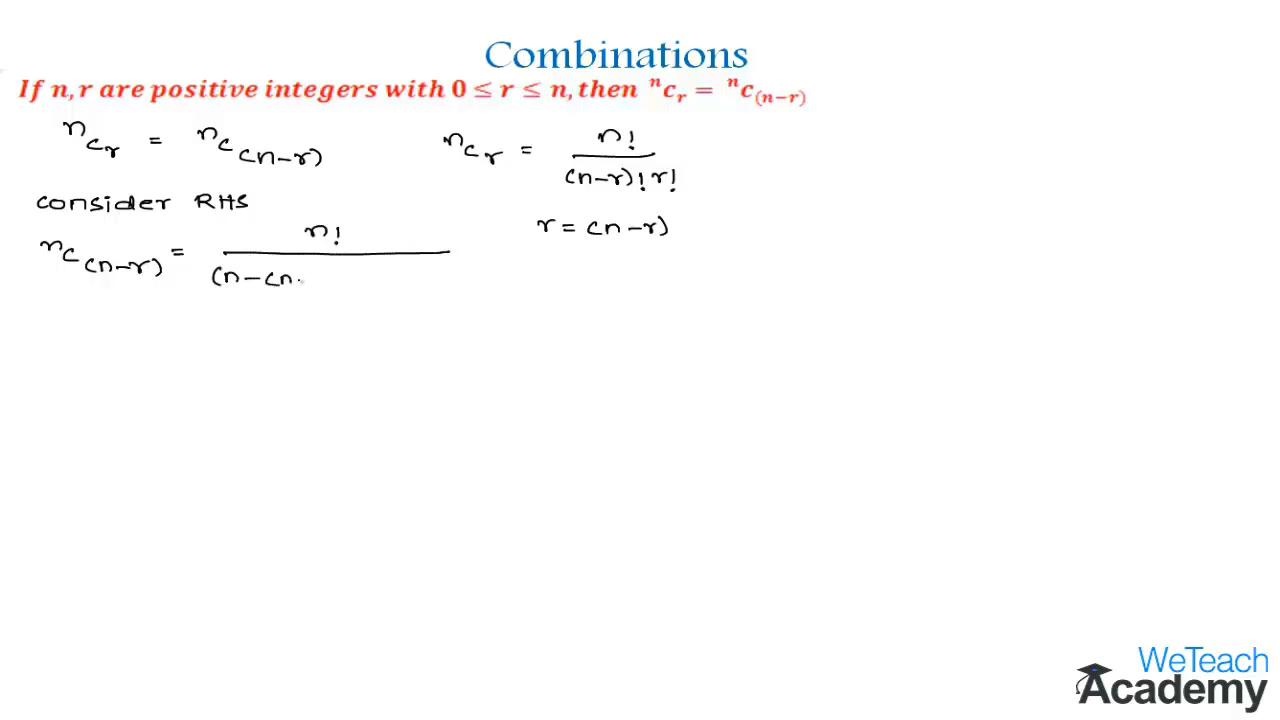 Combinations
If n, r are positive integers with 0 ≤ r ≤ n, then ⁿc_r = ⁿc_(n−r)
ⁿc_r = ⁿc_(n−r)
ⁿc_r = n! / (n−r)! r!
consider RHS
r = (n−r)
ⁿc_(n−r) = n! / (n−(n
WeTeach
Academy